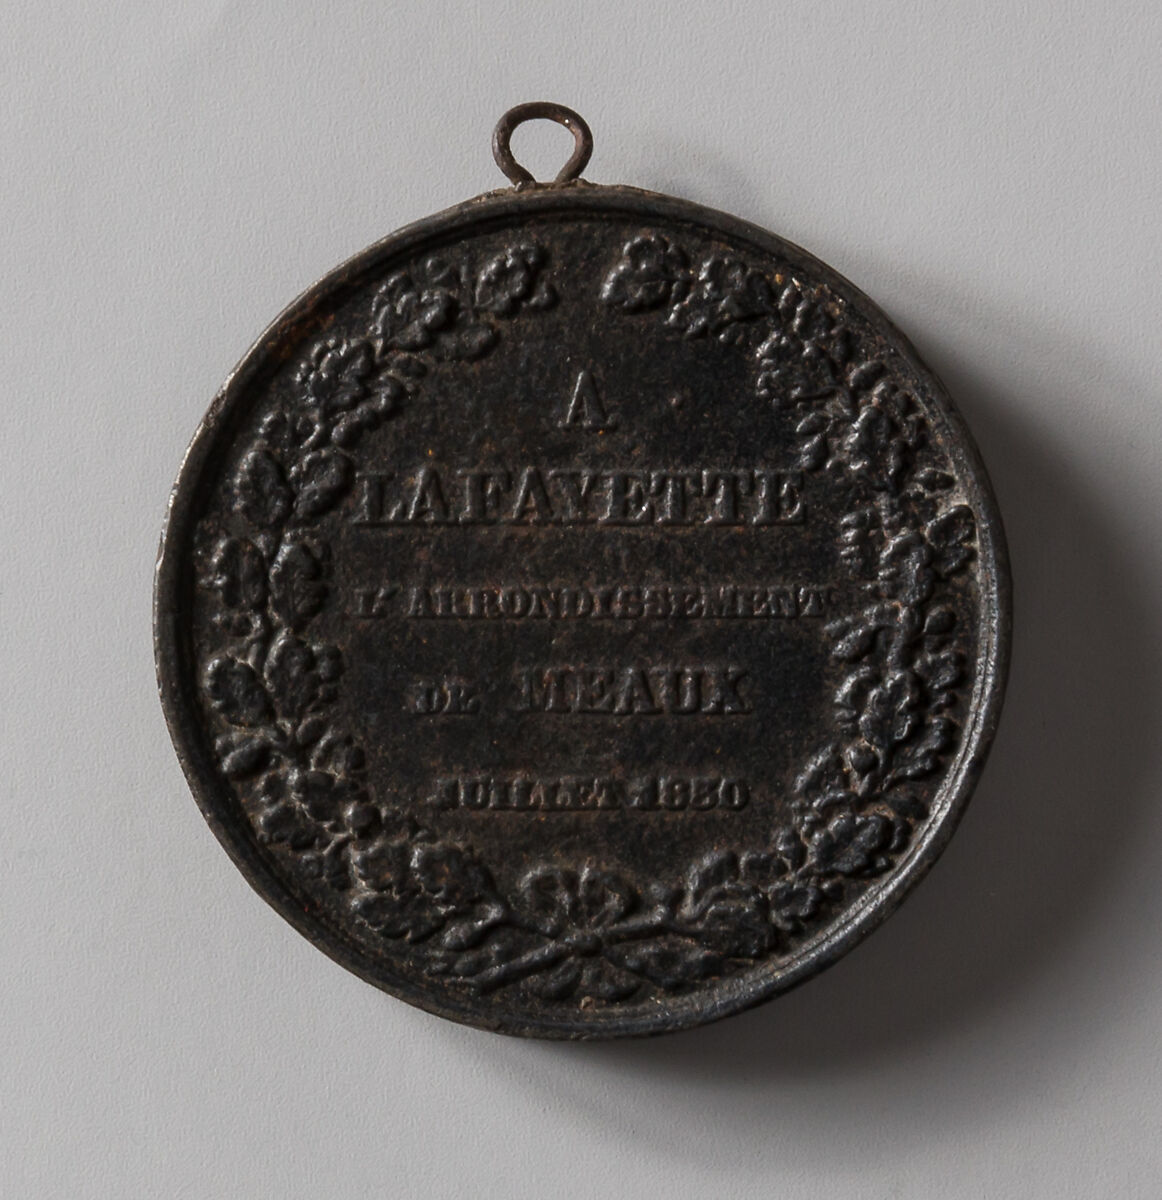 A
LAFAYETTE
L'ARRONDISSEMENT
DE MEAUX
JUILLET 1830